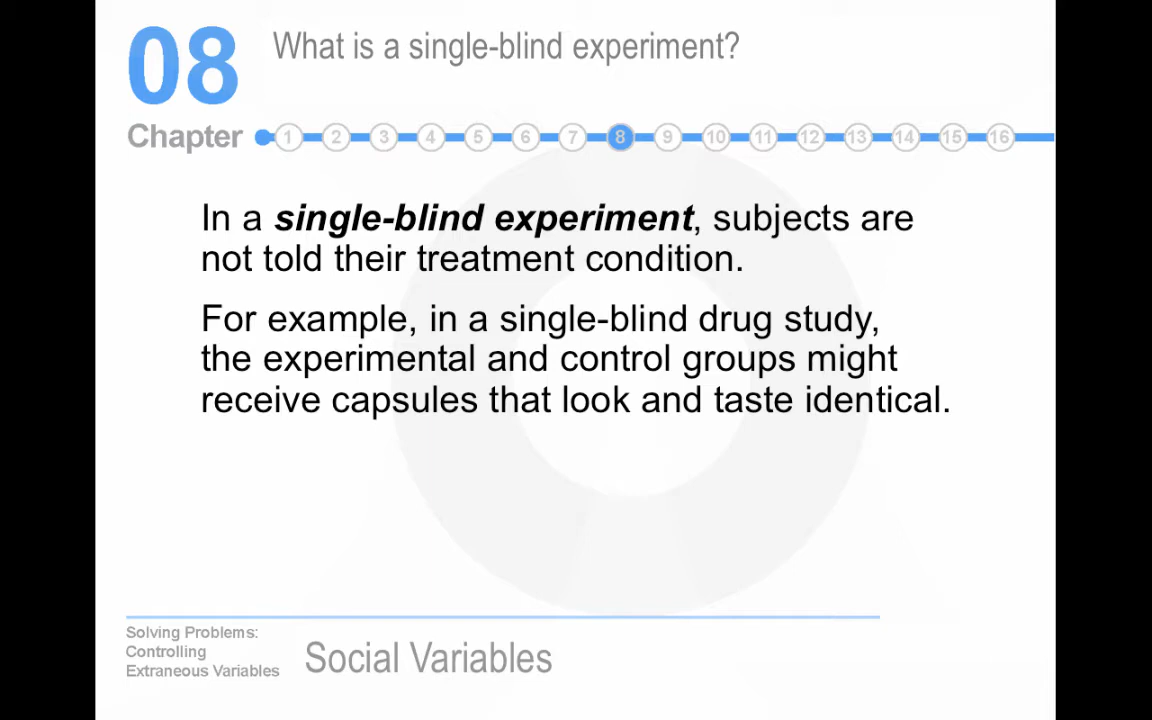 08
What is a single-blind experiment?
Chapter
1 2 3 4 5 6 7 8 9 10 11 12 13 14 15 16
In a single-blind experiment, subjects are
not told their treatment condition.
For example, in a single-blind drug study,
the experimental and control groups might
receive capsules that look and taste identical.
Solving Problems:
Controlling
Extraneous Variables
Social Variables